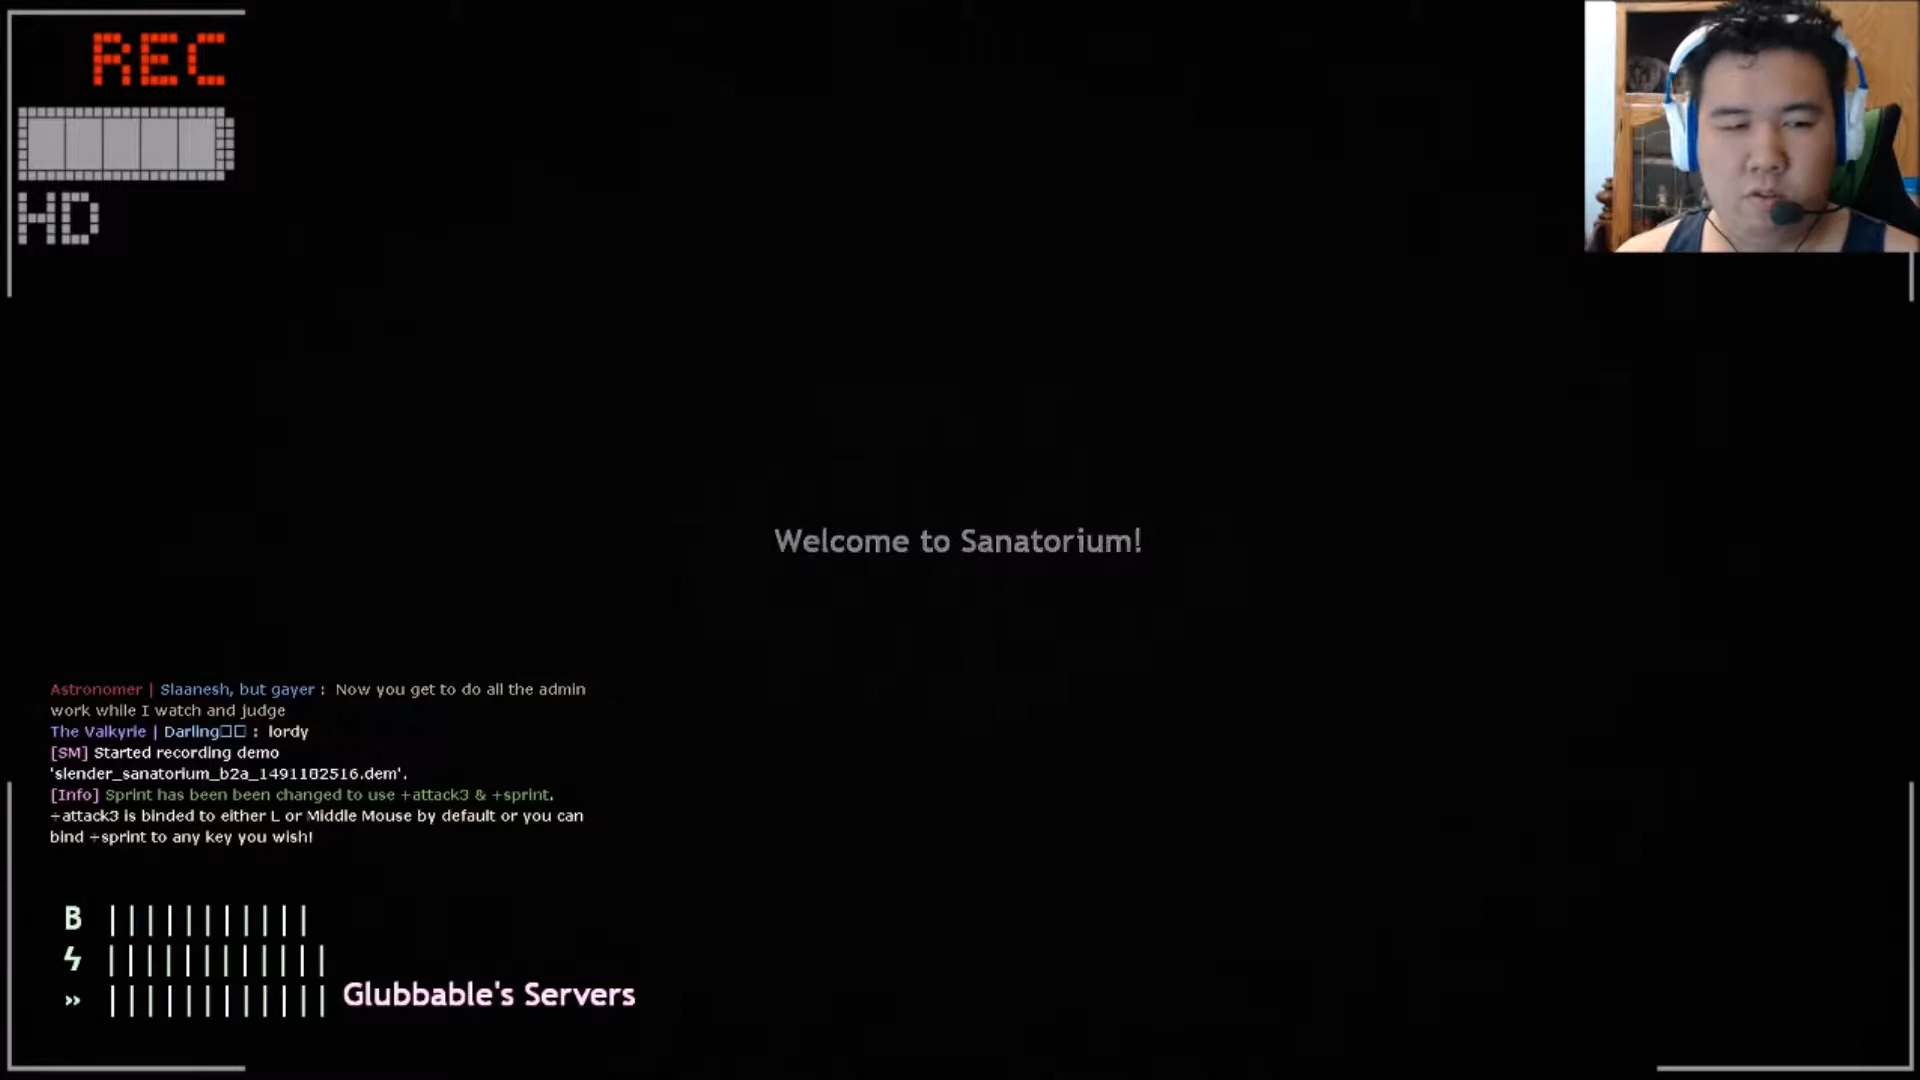 REC
HD
Welcome to Sanatorium!
Astronomer | Slaanesh, but gayer : Now you get to do all the admin
work while I watch and judge
The Valkyrie | Darling□□ : lordy
[SM] Started recording demo
'slender_sanatorium_b2a_1491182516.dem'.
[Info] Sprint has been been changed to use +attack3 & +sprint.
+attack3 is binded to either L or Middle Mouse by default or you can
bind +sprint to any key you wish!
B | | | | | | | | | | |
ϟ | | | | | | | | | | | |
» | | | | | | | | | | | | Glubbable's Servers